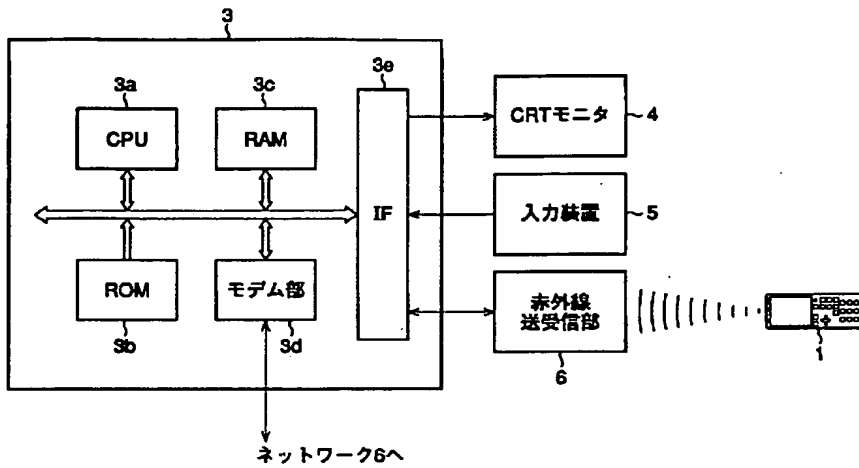 3
3a
3c
3e
CPU
RAM
CRTモニタ
4
IF
入力装置
5
ROM
モデム部
赤外線
送受信部
3b
3d
6
1
ネットワーク6へ